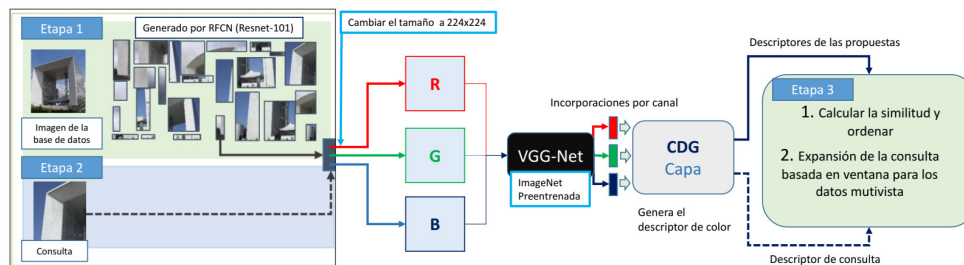 Etapa 1
Generado por RFCN (Resnet-101)
Cambiar el tamaño a 224x224
Imagen de la
base de datos
Etapa 2
Consulta
R
G
B
VGG-Net
ImageNet
Preentrenada
Incorporaciones por canal
CDG
Capa
Genera el
descriptor de color
Descriptores de las propuestas
Etapa 3
1. Calcular la similitud y
ordenar
2. Expansión de la consulta
basada en ventana para los
datos mutivista
Descriptor de consulta